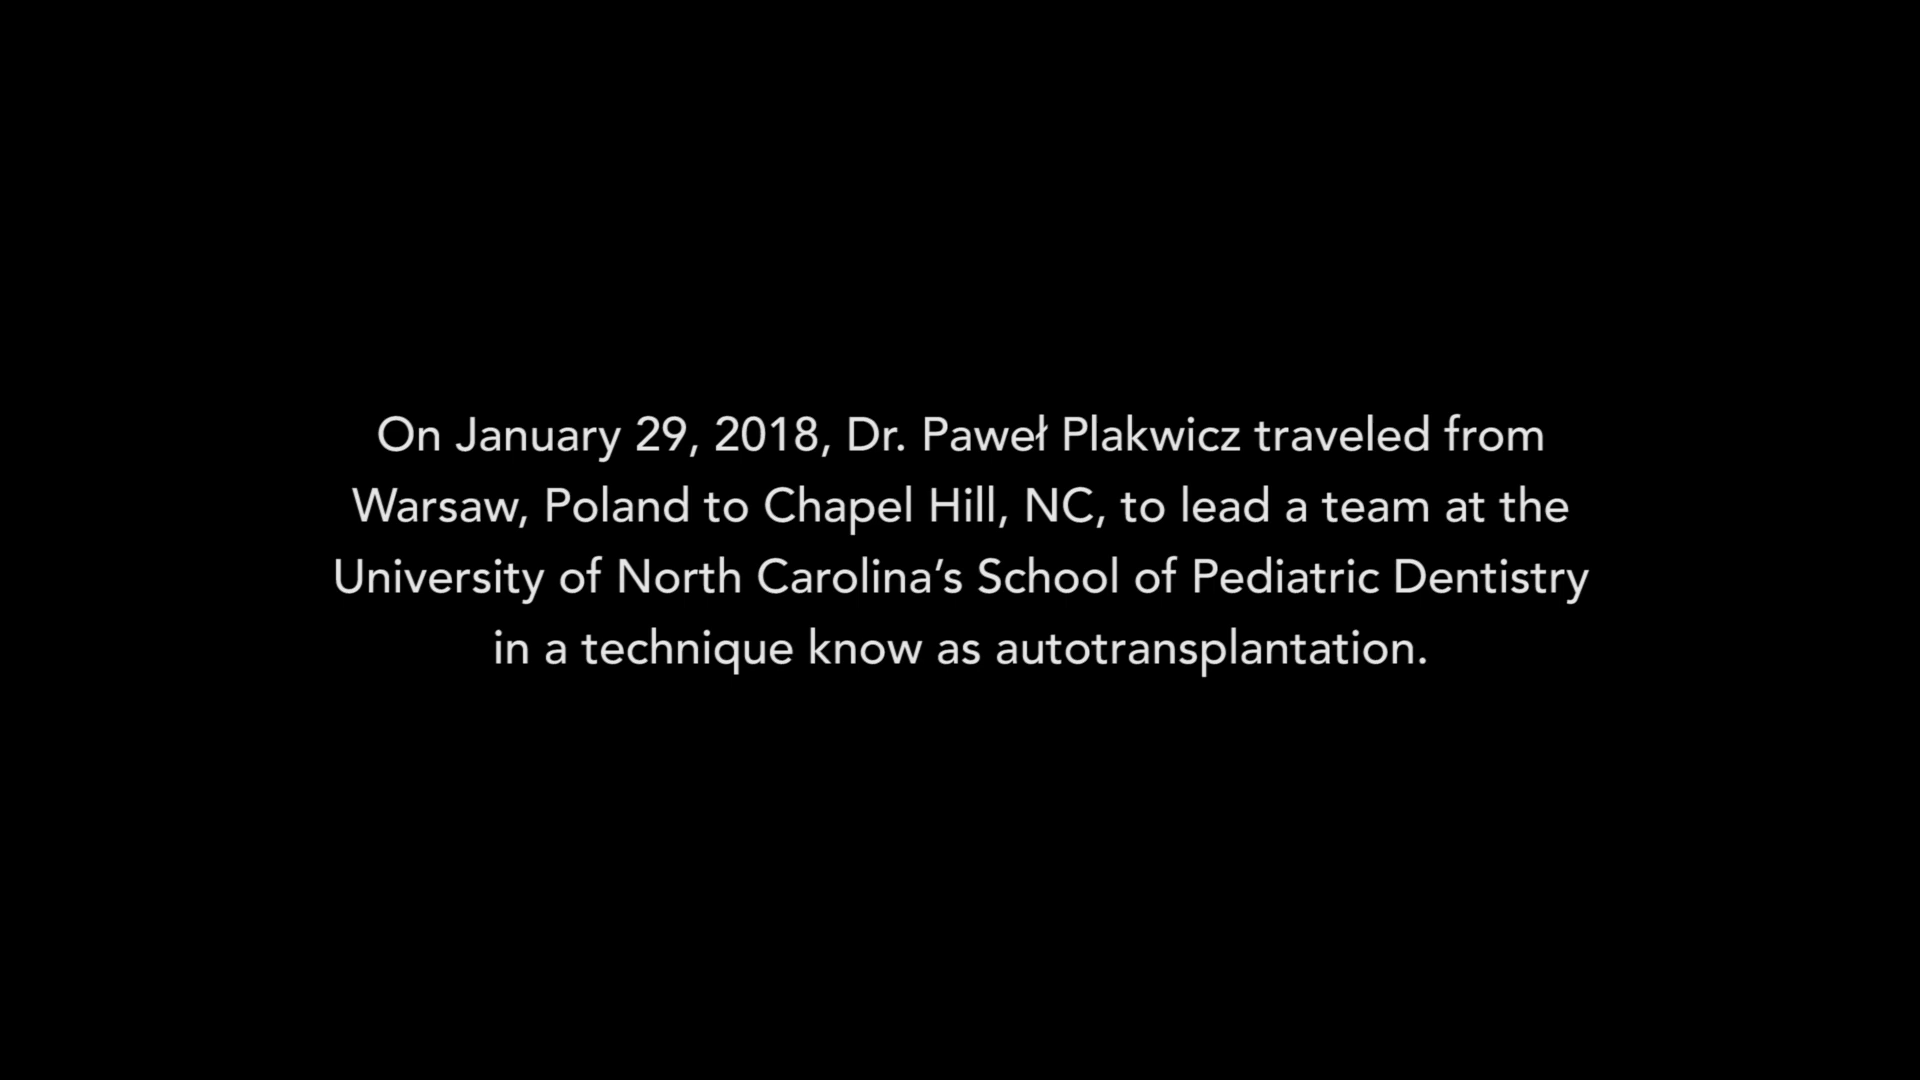 On January 29, 2018, Dr. Paweł Plakwicz traveled from
Warsaw, Poland to Chapel Hill, NC, to lead a team at the
University of North Carolina’s School of Pediatric Dentistry
in a technique know as autotransplantation.